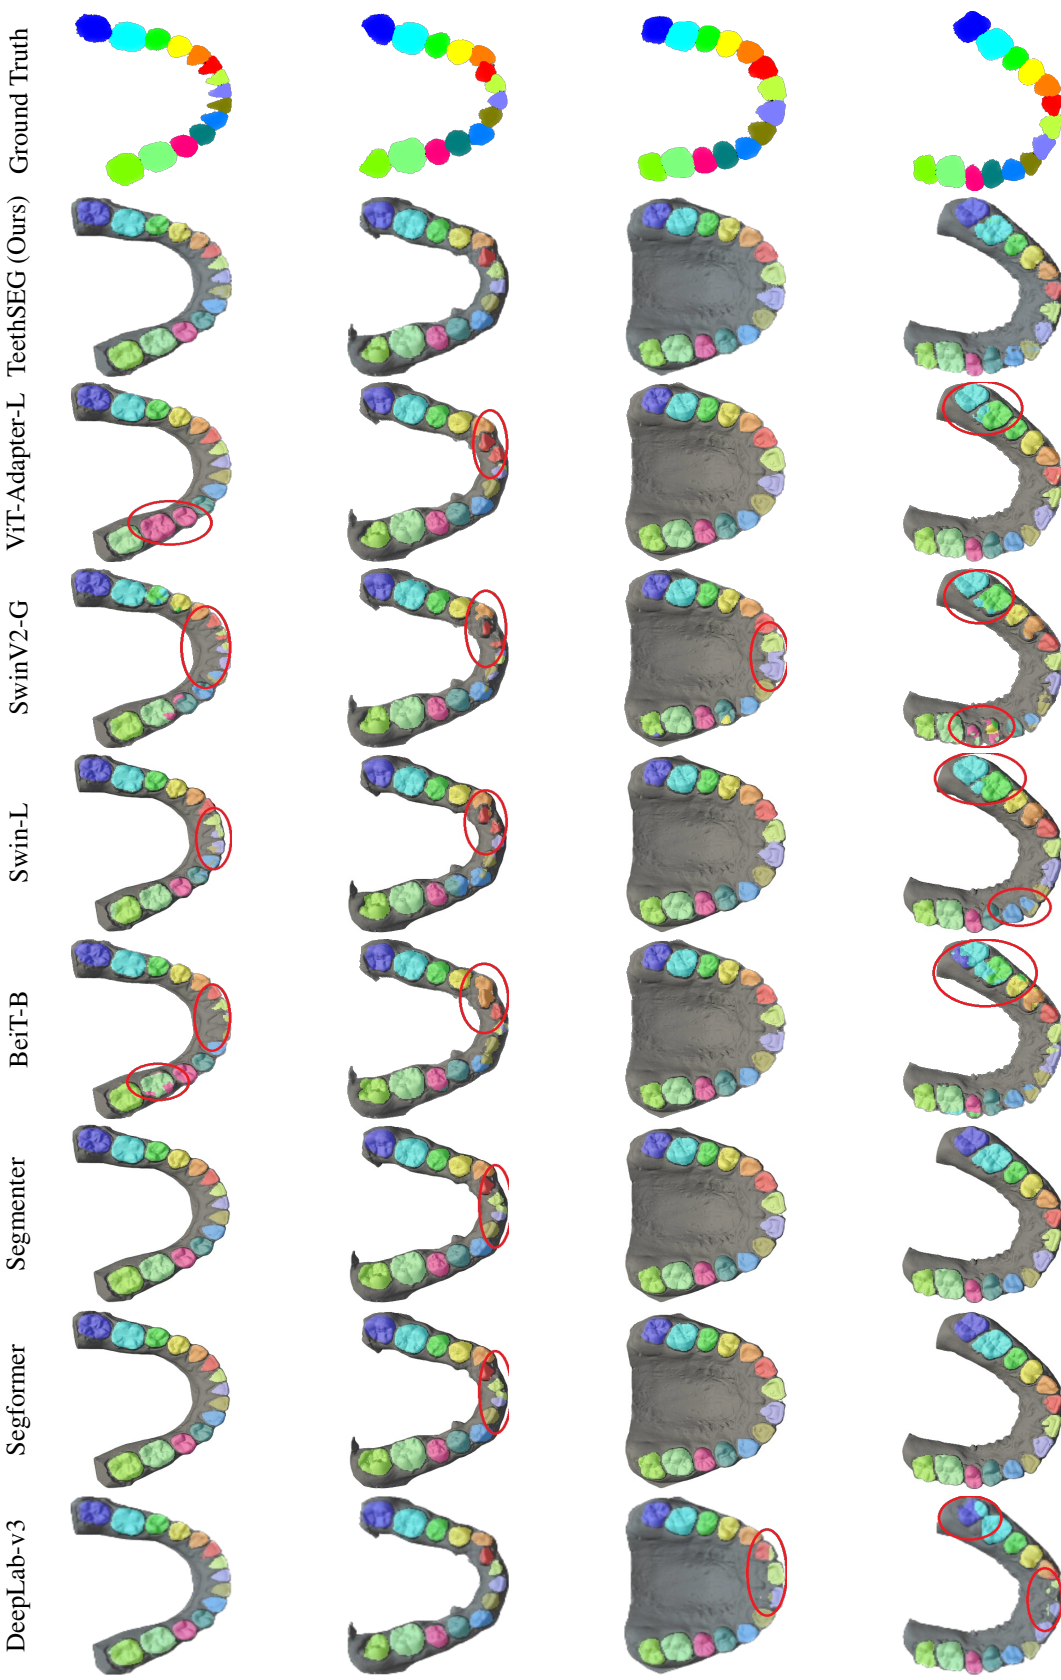 Ground Truth
TeethSEG (Ours)
ViT-Adapter-L
SwinV2-G
Swin-L
BeiT-B
Segmenter
Segformer
DeepLab-v3